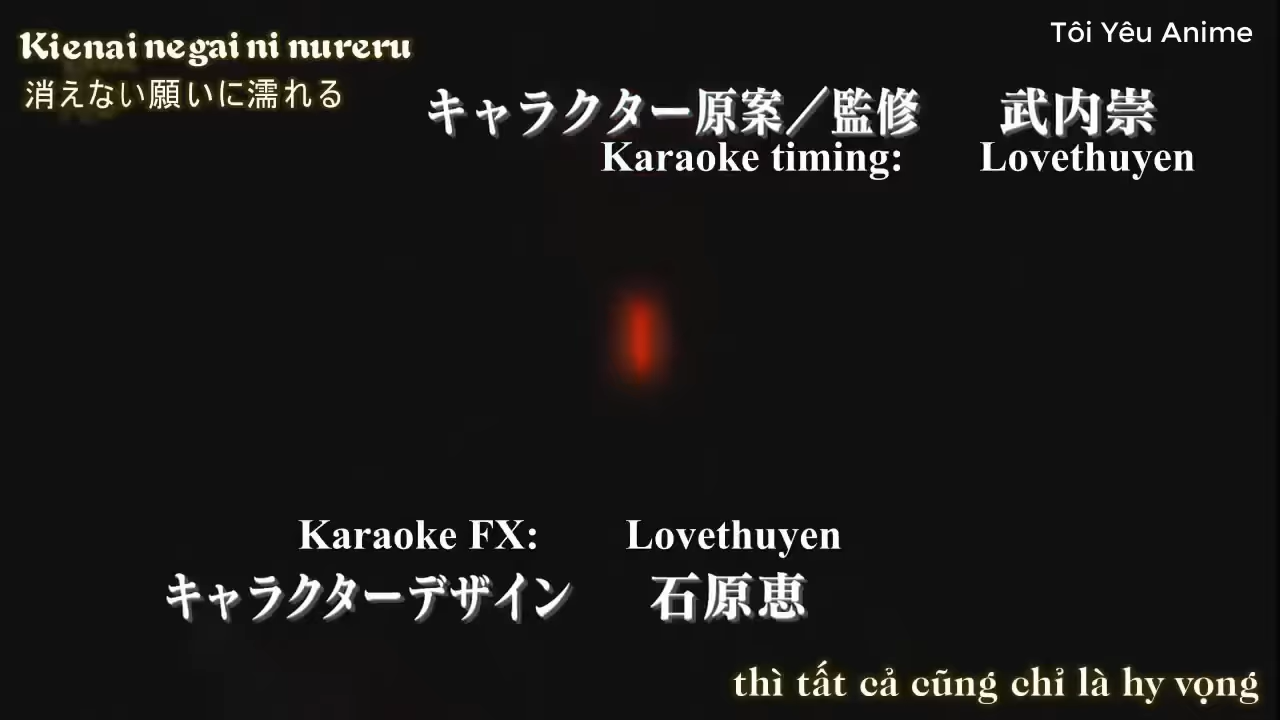 Tôi Yêu Anime
Kienai negai ni nureru
消えない願いに濡れる
キャラクター原案／監修 武内崇
Karaoke timing: Lovethuyen
Karaoke FX: Lovethuyen
キャラクターデザイン 石原恵
thì tất cả cũng chỉ là hy vọng